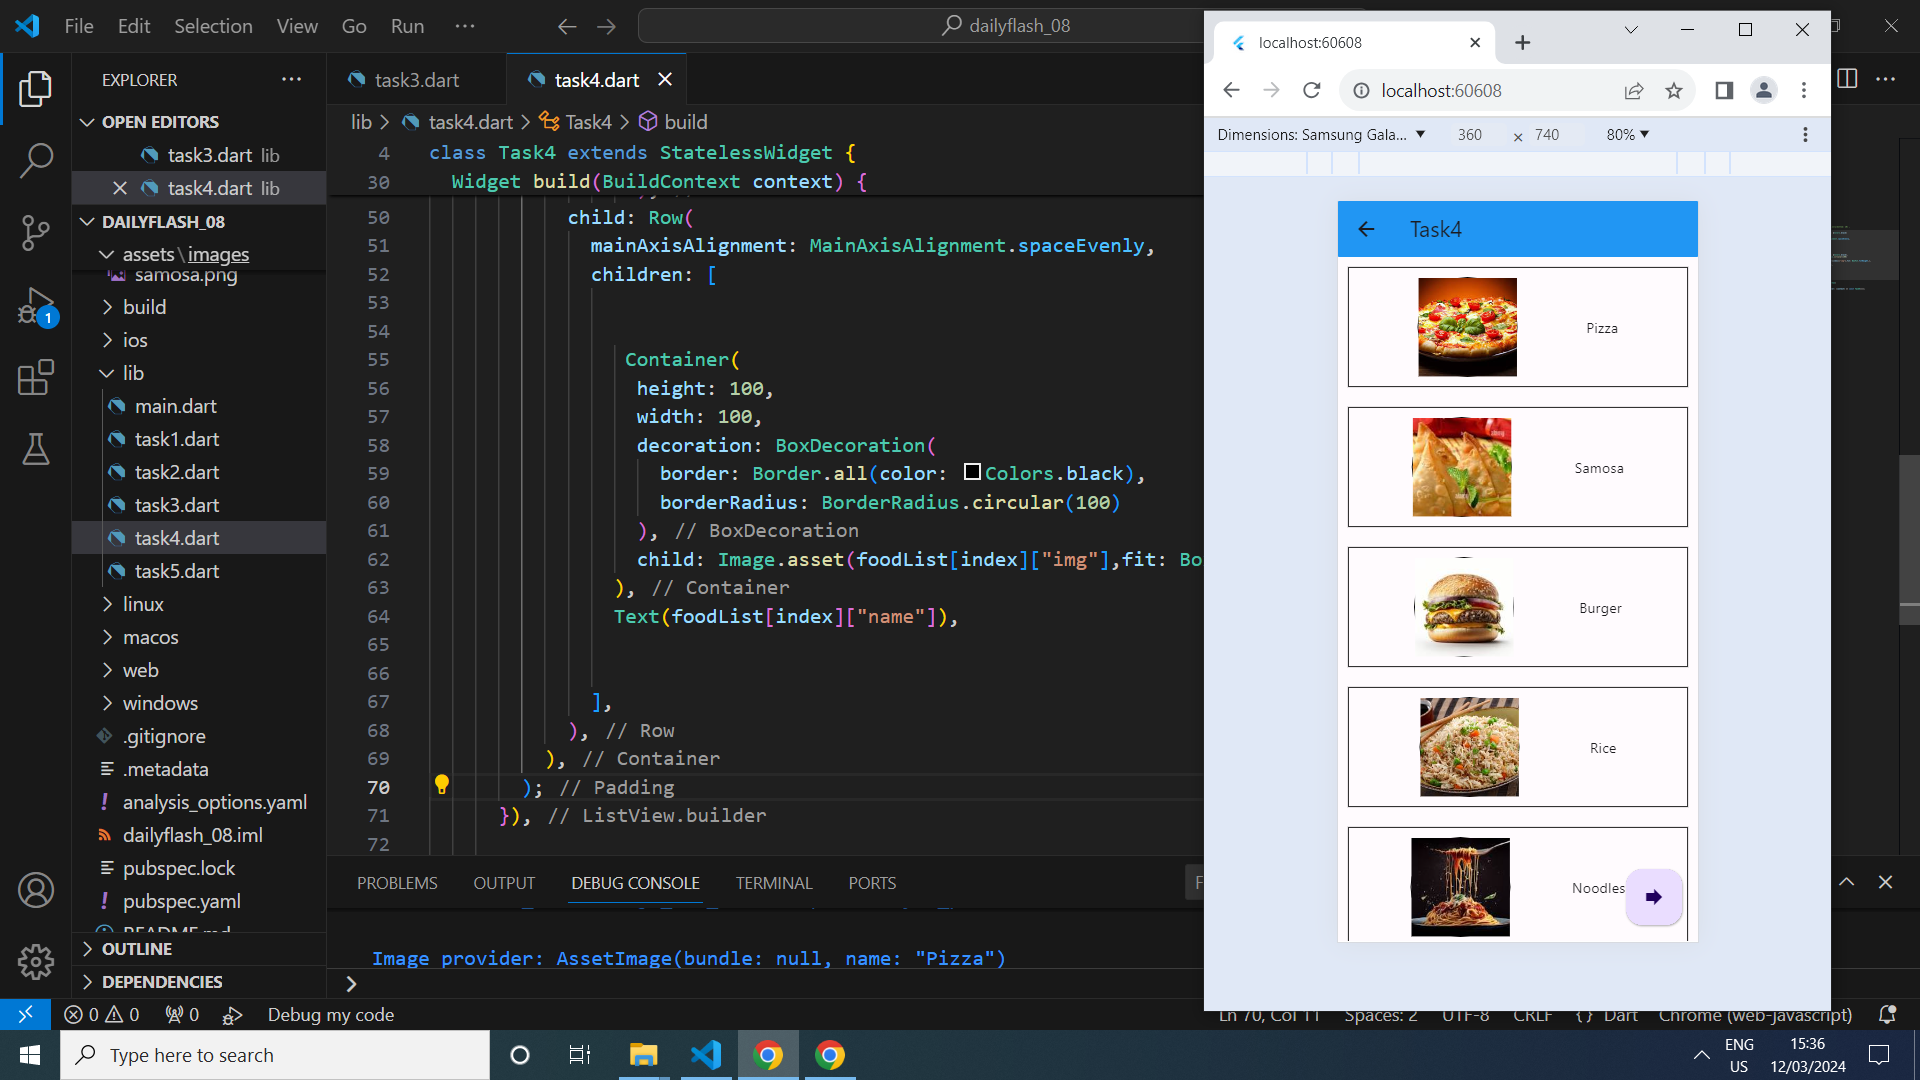 File Edit Selection View Go Run ···
dailyflash_08
EXPLORER
OPEN EDITORS
task3.dart lib
task4.dart lib
DAILYFLASH_08
assets\images
samosa.png
build
ios
lib
main.dart
task1.dart
task2.dart
task3.dart
task4.dart
task5.dart
linux
macos
web
windows
.gitignore
.metadata
analysis_options.yaml
dailyflash_08.iml
pubspec.lock
pubspec.yaml
README.md
OUTLINE
DEPENDENCIES
1
task3.dart
task4.dart
lib > task4.dart > Task4 > build
4 class Task4 extends StatelessWidget {
30 Widget build(BuildContext context) {
50 child: Row(
51 mainAxisAlignment: MainAxisAlignment.spaceEvenly,
52 children: [
53
54
55 Container(
56 height: 100,
57 width: 100,
58 decoration: BoxDecoration(
59 border: Border.all(color: Colors.black),
60 borderRadius: BorderRadius.circular(100)
61 ), // BoxDecoration
62 child: Image.asset(foodList[index]["img"],fit: Bo
63 ), // Container
64 Text(foodList[index]["name"]),
65
66
67 ],
68 ), // Row
69 ), // Container
70 ); // Padding
71 }), // ListView.builder
72
PROBLEMS OUTPUT DEBUG CONSOLE TERMINAL PORTS
F
Image provider: AssetImage(bundle: null, name: "Pizza")
localhost:60608
localhost:60608
Dimensions: Samsung Gala... 360 × 740 80%
Task4
Pizza
Samosa
Burger
Rice
Noodles
0 0 0 Debug my code
Ln 70, Col 11 Spaces: 2 UTF-8 CRLF {} Dart Chrome (web-javascript)
Type here to search
ENG
US
15:36
12/03/2024